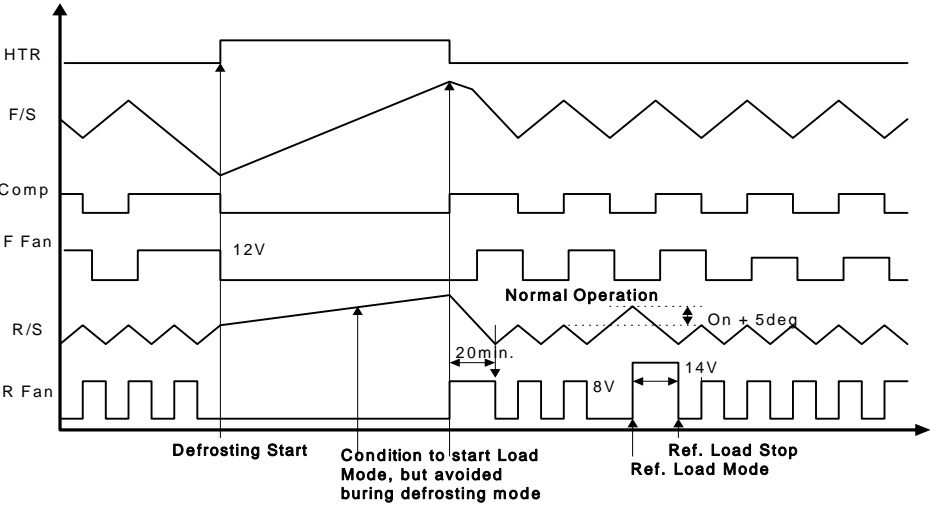 HTR
F/S
Comp
F Fan
12V
Normal Operation
R/S
On + 5deg
20min.
R Fan
8V
14V
Defrosting Start
Condition to start Load
Mode, but avoided
buring defrosting mode
Ref. Load Stop
Ref. Load Mode